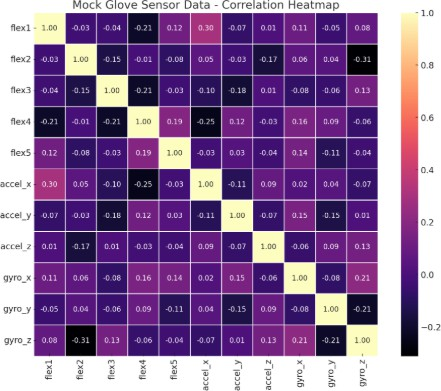 Mock Glove Sensor Data - Correlation Heatmap
flex1 1.00 -0.03 -0.04 -0.21 0.12 0.30 -0.07 0.01 0.11 -0.05 0.08
flex2 -0.03 1.00 -0.15 -0.01 -0.08 0.05 -0.03 -0.17 0.06 0.04 -0.31
flex3 -0.04 -0.15 1.00 -0.21 -0.03 -0.10 -0.18 0.01 -0.08 -0.06 0.13
flex4 -0.21 -0.01 -0.21 1.00 0.19 -0.25 0.12 -0.03 0.16 0.09 -0.06
flex5 0.12 -0.08 -0.03 0.19 1.00 -0.03 0.03 -0.04 0.14 -0.11 -0.04
accel_x 0.30 0.05 -0.10 -0.25 -0.03 1.00 -0.11 0.09 0.02 0.04 -0.07
accel_y -0.07 -0.03 -0.18 0.12 0.03 -0.11 1.00 -0.07 0.15 -0.15 0.01
accel_z 0.01 -0.17 0.01 -0.03 -0.04 0.09 -0.07 1.00 -0.06 0.09 0.13
gyro_x 0.11 0.06 -0.08 0.16 0.14 0.02 0.15 -0.06 1.00 -0.08 0.21
gyro_y -0.05 0.04 -0.06 0.09 -0.11 0.04 -0.15 0.09 -0.08 1.00 -0.21
gyro_z 0.08 -0.31 0.13 -0.06 -0.04 -0.07 0.01 0.13 0.21 -0.21 1.00
flex1 flex2 flex3 flex4 flex5 accel_x accel_y accel_z gyro_x gyro_y gyro_z
1.0
0.8
0.6
0.4
0.2
0.0
−0.2